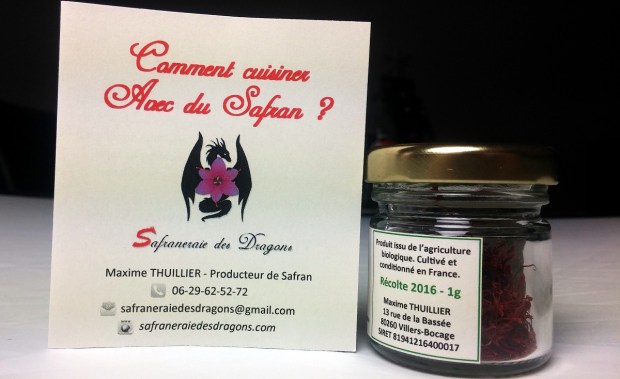 Comment cuisiner
Avec du Safran ?
Safraneraie des Dragons
Maxime THUILLIER - Producteur de Safran
06-29-62-52-72
safraneraiedesdragons@gmail.com
safraneraiedesdragons.com
Produit issu de l'agriculture
biologique. Cultivé et
conditionné en France.
Récolte 2016 - 1g
Maxime THUILLIER
13 rue de la Bassée
80260 Villers-Bocage
SIRET 81941216400017